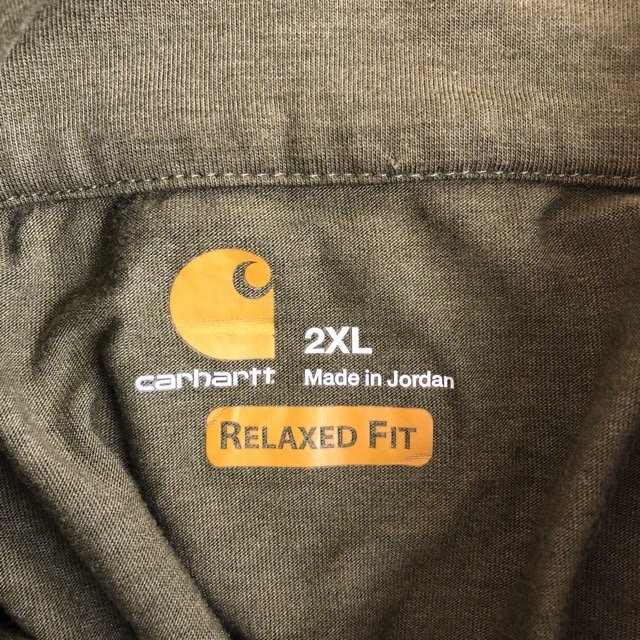 carhartt
2XL
Made in Jordan
RELAXED FIT